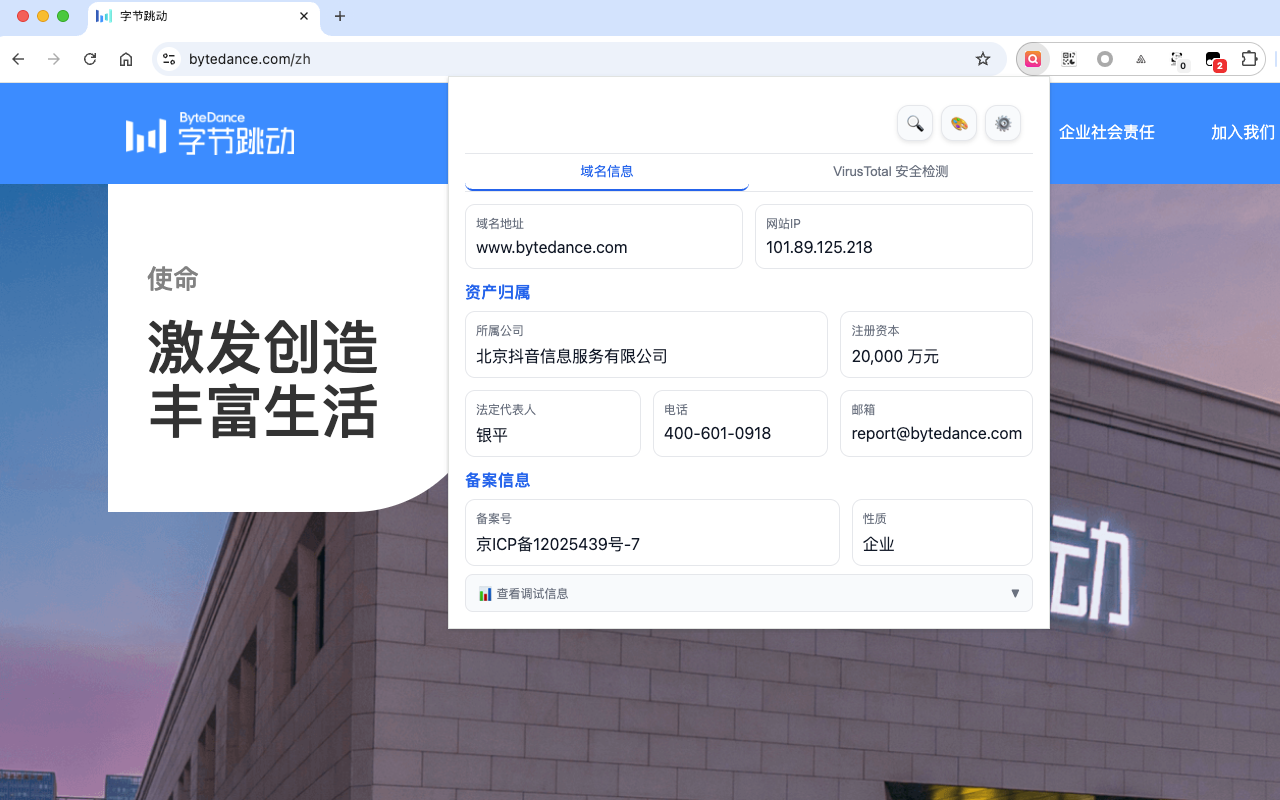 字节跳动
bytedance.com/zh
0
2
ByteDance
字节跳动
企业社会责任
加入我们
域名信息
VirusTotal 安全检测
域名地址
www.bytedance.com
网站IP
101.89.125.218
使命
激发创造
丰富生活
资产归属
所属公司
北京抖音信息服务有限公司
注册资本
20,000 万元
法定代表人
银平
电话
400-601-0918
邮箱
report@bytedance.com
备案信息
备案号
京ICP备12025439号-7
性质
企业
查看调试信息
动